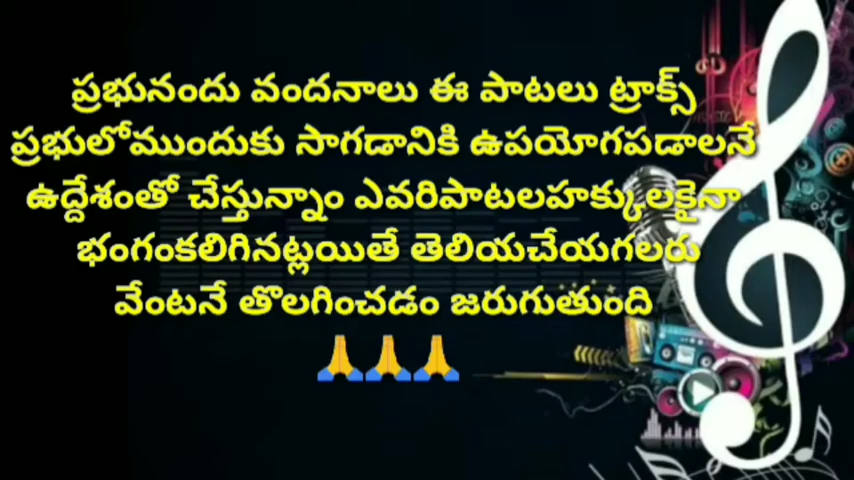 ప్రభునందు వందనాలు ఈ పాటలు ట్రాక్స్
ప్రభులోముందుకు సాగడానికి ఉపయోగపడాలనే
ఉద్దేశంతో చేస్తున్నాం ఎవరిపాటలహక్కులకైనా
భంగంకలిగినట్లయితే తెలియచేయగలరు
వేంటనే తొలగించడం జరుగుతుంది
🙏🙏🙏